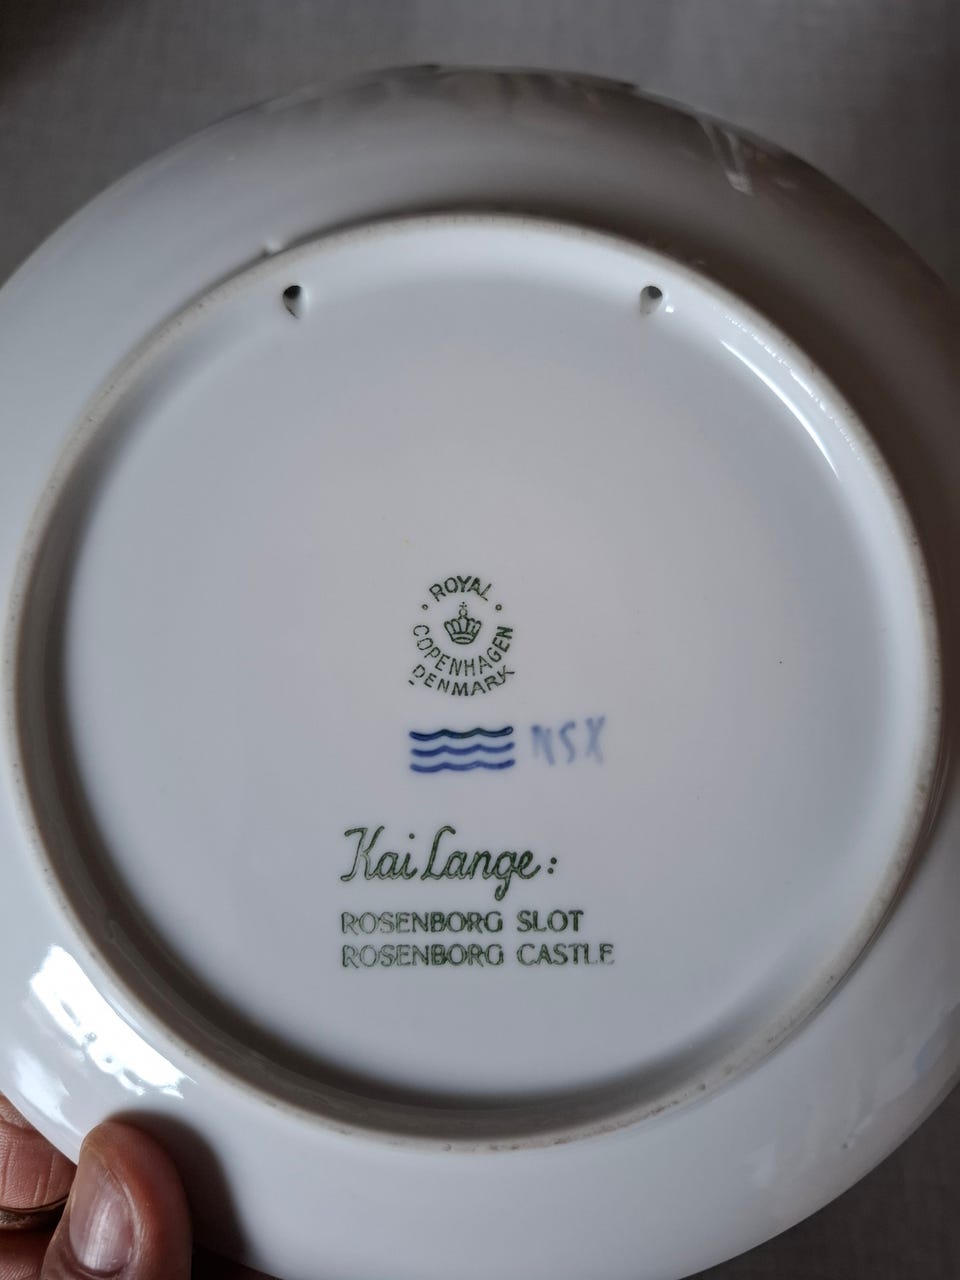 ROYAL
COPENHAGEN
DENMARK
NSX
Kai Lange:
ROSENBORG SLOT
ROSENBORG CASTLE